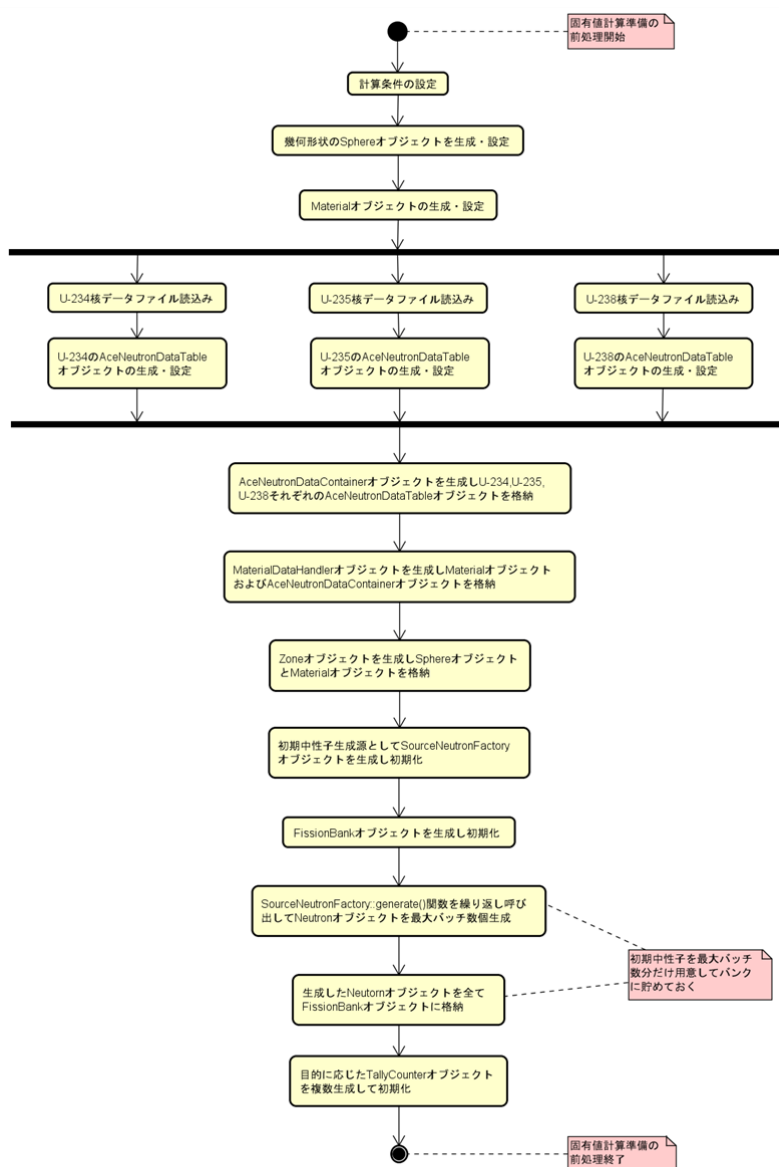 固有値計算準備の
前処理開始
計算条件の設定
幾何形状のSphereオブジェクトを生成・設定
Materialオブジェクトの生成・設定
U-234核データファイル読込み
U-235核データファイル読込み
U-238核データファイル読込み
U-234のAceNeutronDataTable
オブジェクトの生成・設定
U-235のAceNeutronDataTable
オブジェクトの生成・設定
U-238のAceNeutronDataTable
オブジェクトの生成・設定
AceNeutronDataContainerオブジェクトを生成しU-234,U-235,
U-238それぞれのAceNeutronDataTableオブジェクトを格納
MaterialDataHandlerオブジェクトを生成しMaterialオブジェクト
およびAceNeutronDataContainerオブジェクトを格納
Zoneオブジェクトを生成しSphereオブジェクト
とMaterialオブジェクトを格納
初期中性子生成源としてSourceNeutronFactory
オブジェクトを生成し初期化
FissionBankオブジェクトを生成し初期化
SourceNeutronFactory::generate()関数を繰り返し呼び
出してNeutronオブジェクトを最大バッチ数個生成
初期中性子を最大バッチ
数分だけ用意してバンク
に貯めておく
生成したNeutornオブジェクトを全て
FissionBankオブジェクトに格納
目的に応じたTallyCounterオブジェクト
を複数生成して初期化
固有値計算準備の
前処理終了